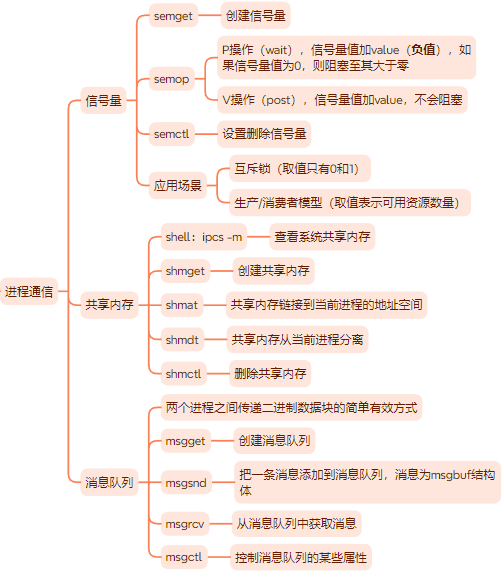 进程通信
信号量
semget
创建信号量
semop
P操作（wait），信号量值加value（负值），如
果信号量值为0，则阻塞至其大于零
V操作（post），信号量值加value，不会阻塞
semctl
设置删除信号量
应用场景
互斥锁（取值只有0和1）
生产/消费者模型（取值表示可用资源数量）
共享内存
shell：ipcs -m
查看系统共享内存
shmget
创建共享内存
shmat
共享内存链接到当前进程的地址空间
shmdt
共享内存从当前进程分离
shmctl
删除共享内存
消息队列
两个进程之间传递二进制数据块的简单有效方式
msgget
创建消息队列
msgsnd
把一条消息添加到消息队列，消息为msgbuf结构
体
msgrcv
从消息队列中获取消息
msgctl
控制消息队列的某些属性